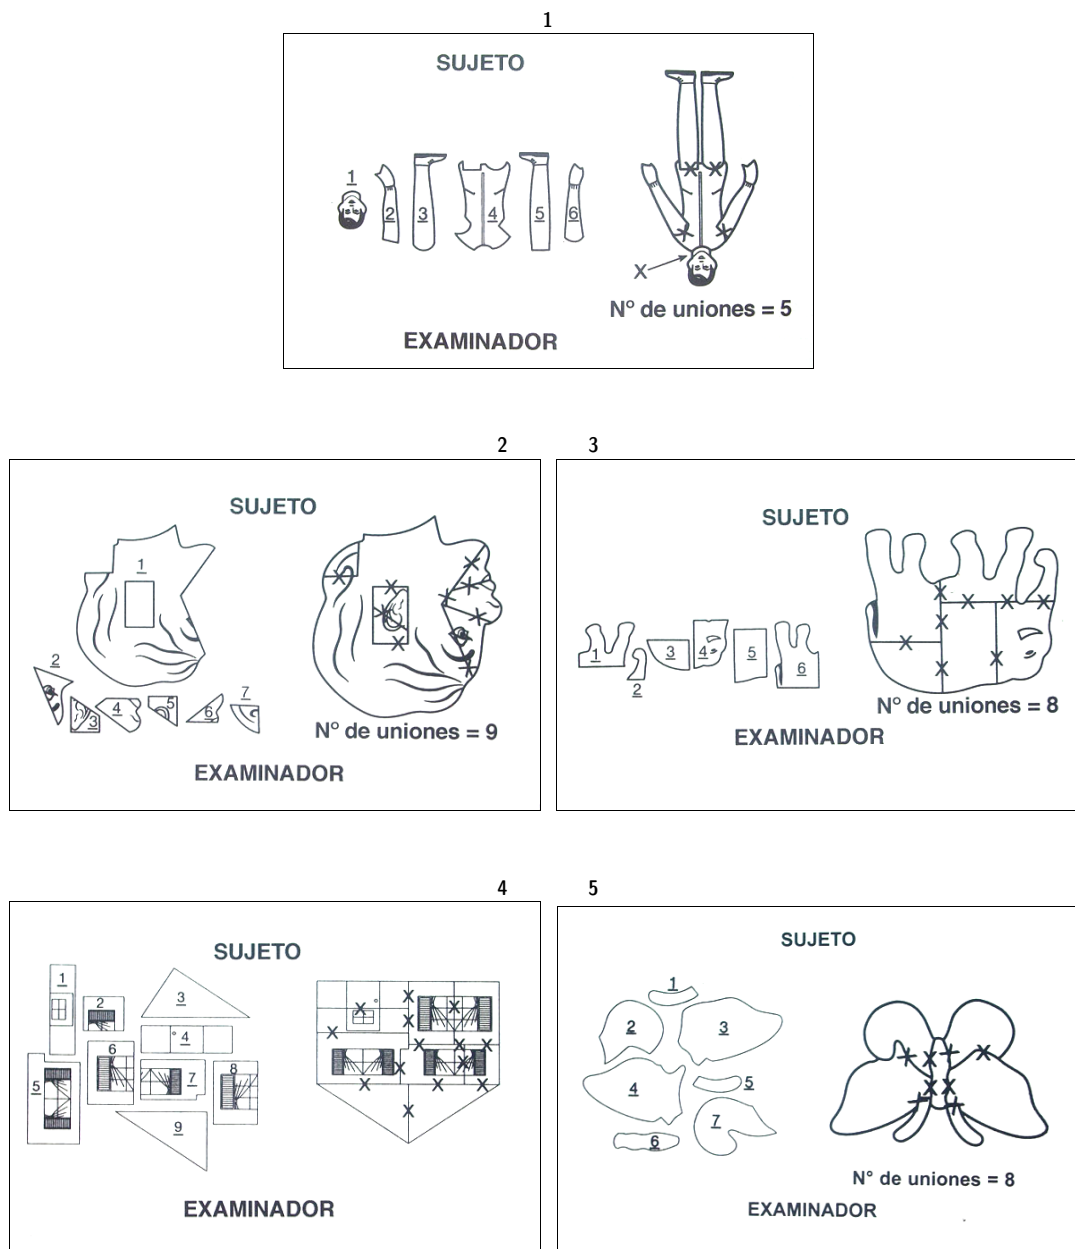 1
SUJETO
1
2
3
4
5
6
X
Nº de uniones = 5
EXAMINADOR
2
SUJETO
1
2
3
4
5
6
7
Nº de uniones = 9
EXAMINADOR
3
SUJETO
1
2
3
4
5
6
Nº de uniones = 8
EXAMINADOR
4
SUJETO
1
2
3
4
5
6
7
8
9
EXAMINADOR
5
SUJETO
1
2
3
4
5
6
7
N° de uniones = 8
EXAMINADOR